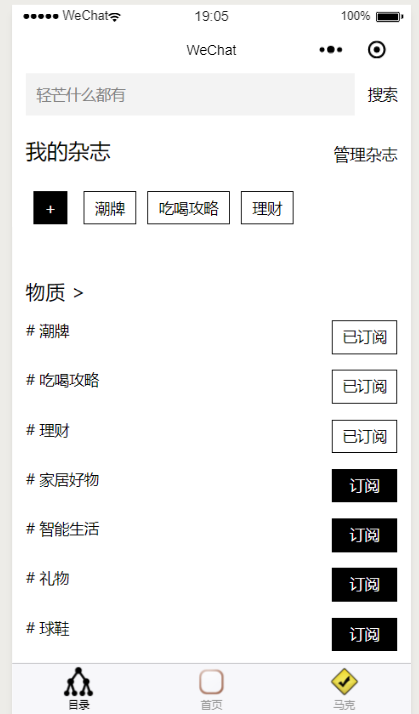 ●●●●● WeChat 19:05 100%
WeChat
轻芒什么都有 搜索
我的杂志 管理杂志
+ 潮牌 吃喝攻略 理财
物质 >
# 潮牌 已订阅
# 吃喝攻略 已订阅
# 理财 已订阅
# 家居好物 订阅
# 智能生活 订阅
# 礼物 订阅
# 球鞋 订阅
目录 首页 马克